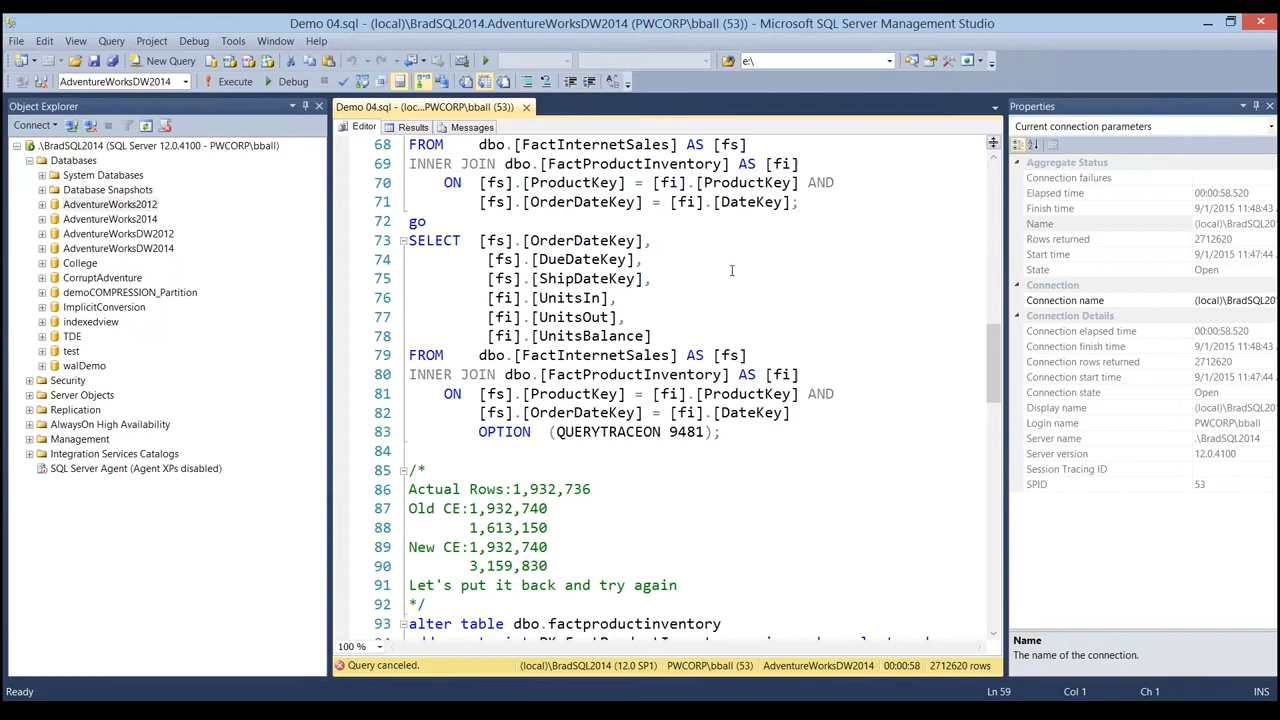 Demo 04.sql - (local)\BradSQL2014.AdventureWorksDW2014 (PWCORP\bball (53)) - Microsoft SQL Server Management Studio
File Edit View Query Project Debug Tools Window Help
New Query e:\
AdventureWorksDW2014 Execute Debug
Object Explorer
Connect
.\BradSQL2014 (SQL Server 12.0.4100 - PWCORP\bball)
Databases
System Databases
Database Snapshots
AdventureWorks2012
AdventureWorks2014
AdventureWorksDW2012
AdventureWorksDW2014
College
CorruptAdventure
demoCOMPRESSION_Partition
ImplicitConversion
indexedview
TDE
test
walDemo
Security
Server Objects
Replication
AlwaysOn High Availability
Management
Integration Services Catalogs
SQL Server Agent (Agent XPs disabled)
Demo 04.sql - (loc...PWCORP\bball (53))
Editor Results Messages
68 FROM dbo.[FactInternetSales] AS [fs]
69 INNER JOIN dbo.[FactProductInventory] AS [fi]
70 ON [fs].[ProductKey] = [fi].[ProductKey] AND
71 [fs].[OrderDateKey] = [fi].[DateKey];
72 go
73 SELECT [fs].[OrderDateKey],
74 [fs].[DueDateKey],
75 [fs].[ShipDateKey],
76 [fi].[UnitsIn],
77 [fi].[UnitsOut],
78 [fi].[UnitsBalance]
79 FROM dbo.[FactInternetSales] AS [fs]
80 INNER JOIN dbo.[FactProductInventory] AS [fi]
81 ON [fs].[ProductKey] = [fi].[ProductKey] AND
82 [fs].[OrderDateKey] = [fi].[DateKey]
83 OPTION (QUERYTRACEON 9481);
84
85 /*
86 Actual Rows:1,932,736
87 Old CE:1,932,740
88 1,613,150
89 New CE:1,932,740
90 3,159,830
91 Let's put it back and try again
92 */
93 alter table dbo.factproductinventory
100 %
Query canceled. (local)\BradSQL2014 (12.0 SP1) PWCORP\bball (53) AdventureWorksDW2014 00:00:58 2712620 rows
Properties
Current connection parameters
Aggregate Status
Connection failures
Elapsed time 00:00:58.520
Finish time 9/1/2015 11:48:43
Name (local)\BradSQL201
Rows returned 2712620
Start time 9/1/2015 11:47:44
State Open
Connection
Connection name (local)\BradSQL201
Connection Details
Connection elapsed time 00:00:58.520
Connection finish time 9/1/2015 11:48:43
Connection rows returned 2712620
Connection start time 9/1/2015 11:47:44
Connection state Open
Display name (local)\BradSQL201
Login name PWCORP\bball
Server name .\BradSQL2014
Server version 12.0.4100
Session Tracing ID
SPID 53
Name
The name of the connection.
Ready Ln 59 Col 1 Ch 1 INS